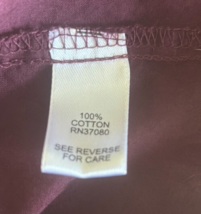 100%
COTTON
RN37080
SEE REVERSE
FOR CARE